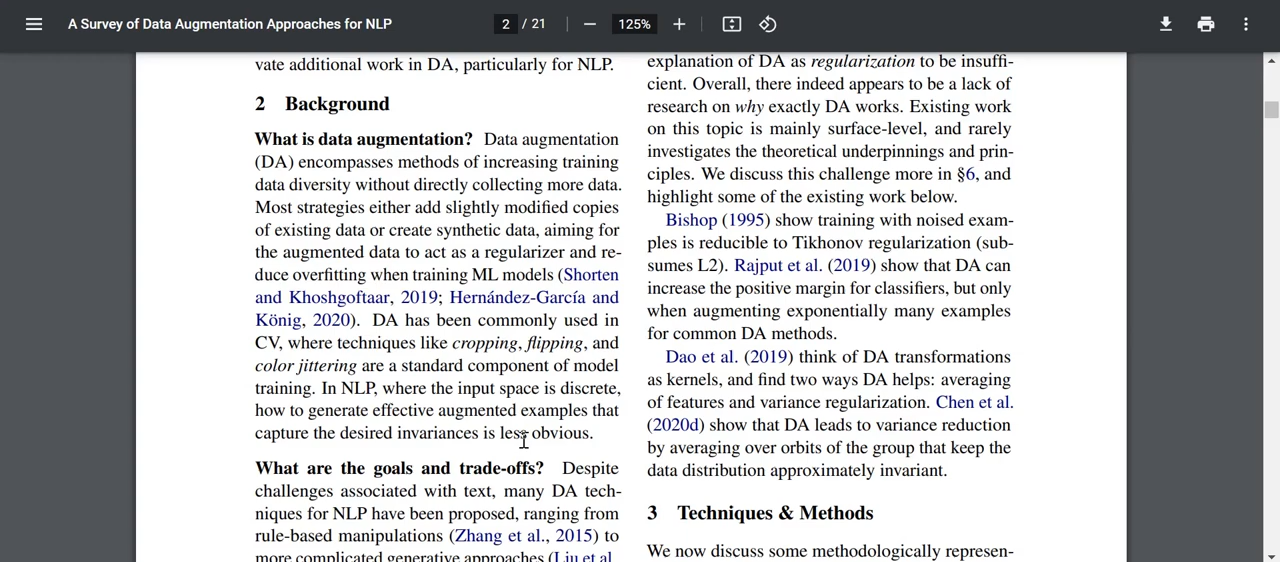 A Survey of Data Augmentation Approaches for NLP
2 / 21
125%
vate additional work in DA, particularly for NLP.
2 Background
What is data augmentation? Data augmentation
(DA) encompasses methods of increasing training
data diversity without directly collecting more data.
Most strategies either add slightly modified copies
of existing data or create synthetic data, aiming for
the augmented data to act as a regularizer and re-
duce overfitting when training ML models (Shorten
and Khoshgoftaar, 2019; Hernández-García and
König, 2020). DA has been commonly used in
CV, where techniques like cropping, flipping, and
color jittering are a standard component of model
training. In NLP, where the input space is discrete,
how to generate effective augmented examples that
capture the desired invariances is less obvious.
What are the goals and trade-offs? Despite
challenges associated with text, many DA tech-
niques for NLP have been proposed, ranging from
rule-based manipulations (Zhang et al., 2015) to
more complicated generative approaches (Liu et al.
explanation of DA as regularization to be insuffi-
cient. Overall, there indeed appears to be a lack of
research on why exactly DA works. Existing work
on this topic is mainly surface-level, and rarely
investigates the theoretical underpinnings and prin-
ciples. We discuss this challenge more in §6, and
highlight some of the existing work below.
Bishop (1995) show training with noised exam-
ples is reducible to Tikhonov regularization (sub-
sumes L2). Rajput et al. (2019) show that DA can
increase the positive margin for classifiers, but only
when augmenting exponentially many examples
for common DA methods.
Dao et al. (2019) think of DA transformations
as kernels, and find two ways DA helps: averaging
of features and variance regularization. Chen et al.
(2020d) show that DA leads to variance reduction
by averaging over orbits of the group that keep the
data distribution approximately invariant.
3 Techniques & Methods
We now discuss some methodologically represen-